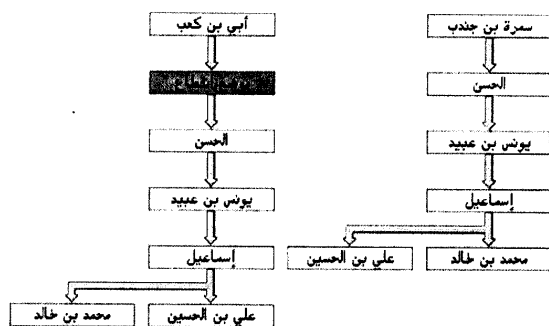 سمرة بن جندب
الحسن
يونس بن عبيد
إسماعيل
محمد بن خالد
علي بن الحسين
أبي بن كعب
الحسن
يونس بن عبيد
إسماعيل
علي بن الحسين
محمد بن خالد